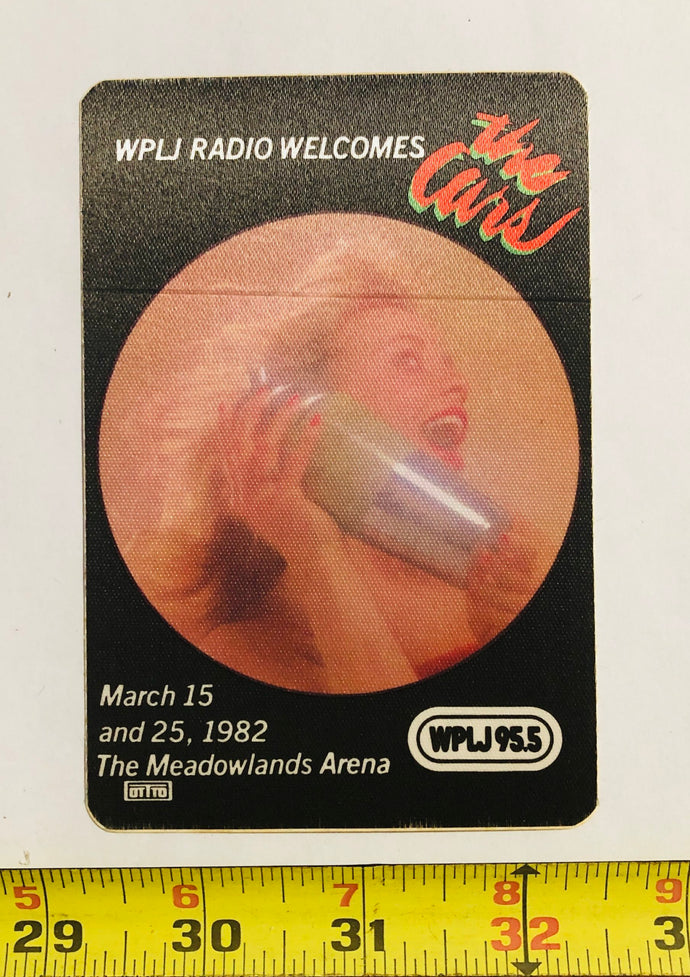 WPLJ RADIO WELCOMES
the
Cars
March 15
and 25, 1982
The Meadowlands Arena
OTTO
WPLJ 95.5
5 6 7 8 9
29 30 31 32 3